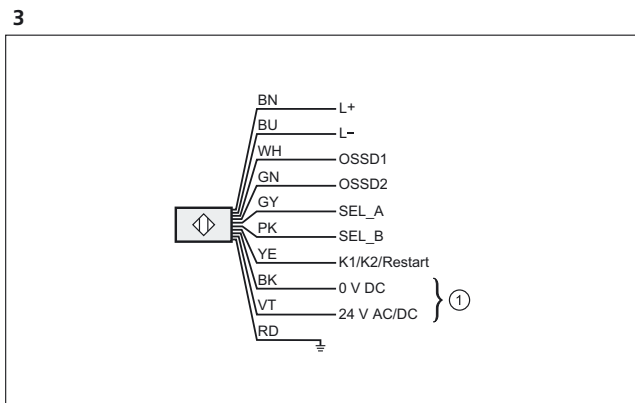 3
BN L+
BU L–
WH OSSD1
GN OSSD2
GY SEL_A
PK SEL_B
YE K1/K2/Restart
BK 0 V DC
VT 24 V AC/DC
1
RD